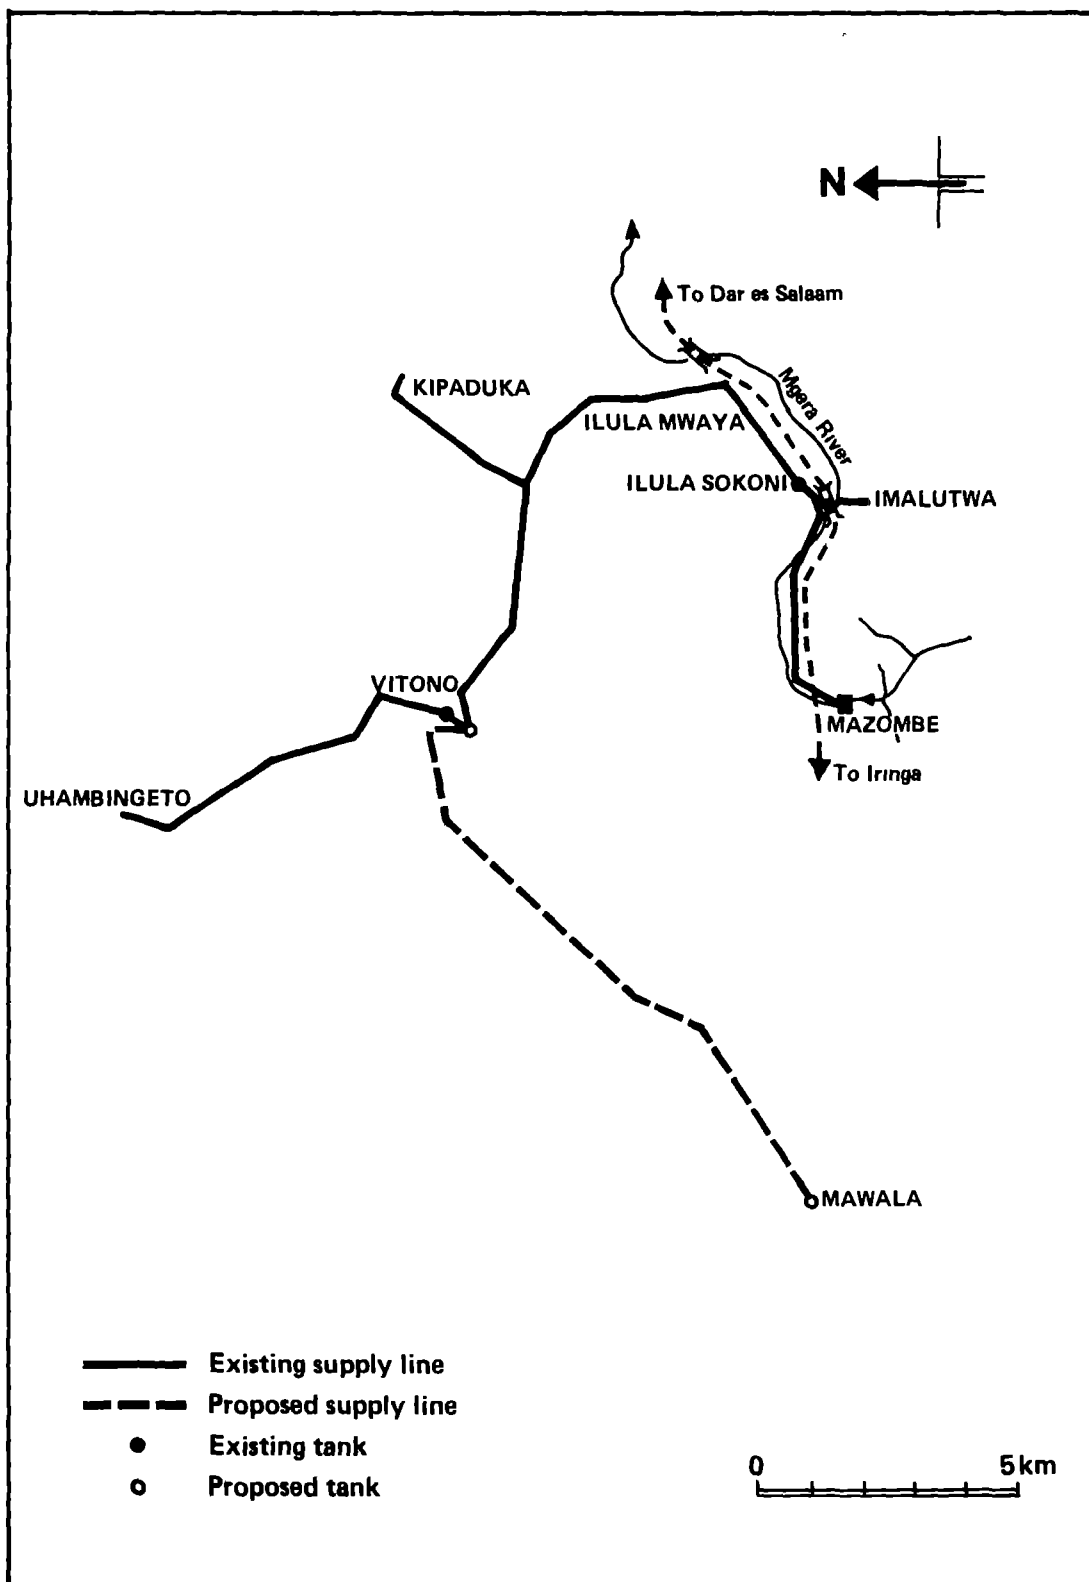 N
To Dar es Salaam
Mgera River
KIPADUKA
ILULA MWAYA
ILULA SOKONI
IMALUTWA
VITONO
MAZOMBE
To Iringa
UHAMBINGETO
MAWALA
Existing supply line
Proposed supply line
Existing tank
Proposed tank
0 5km